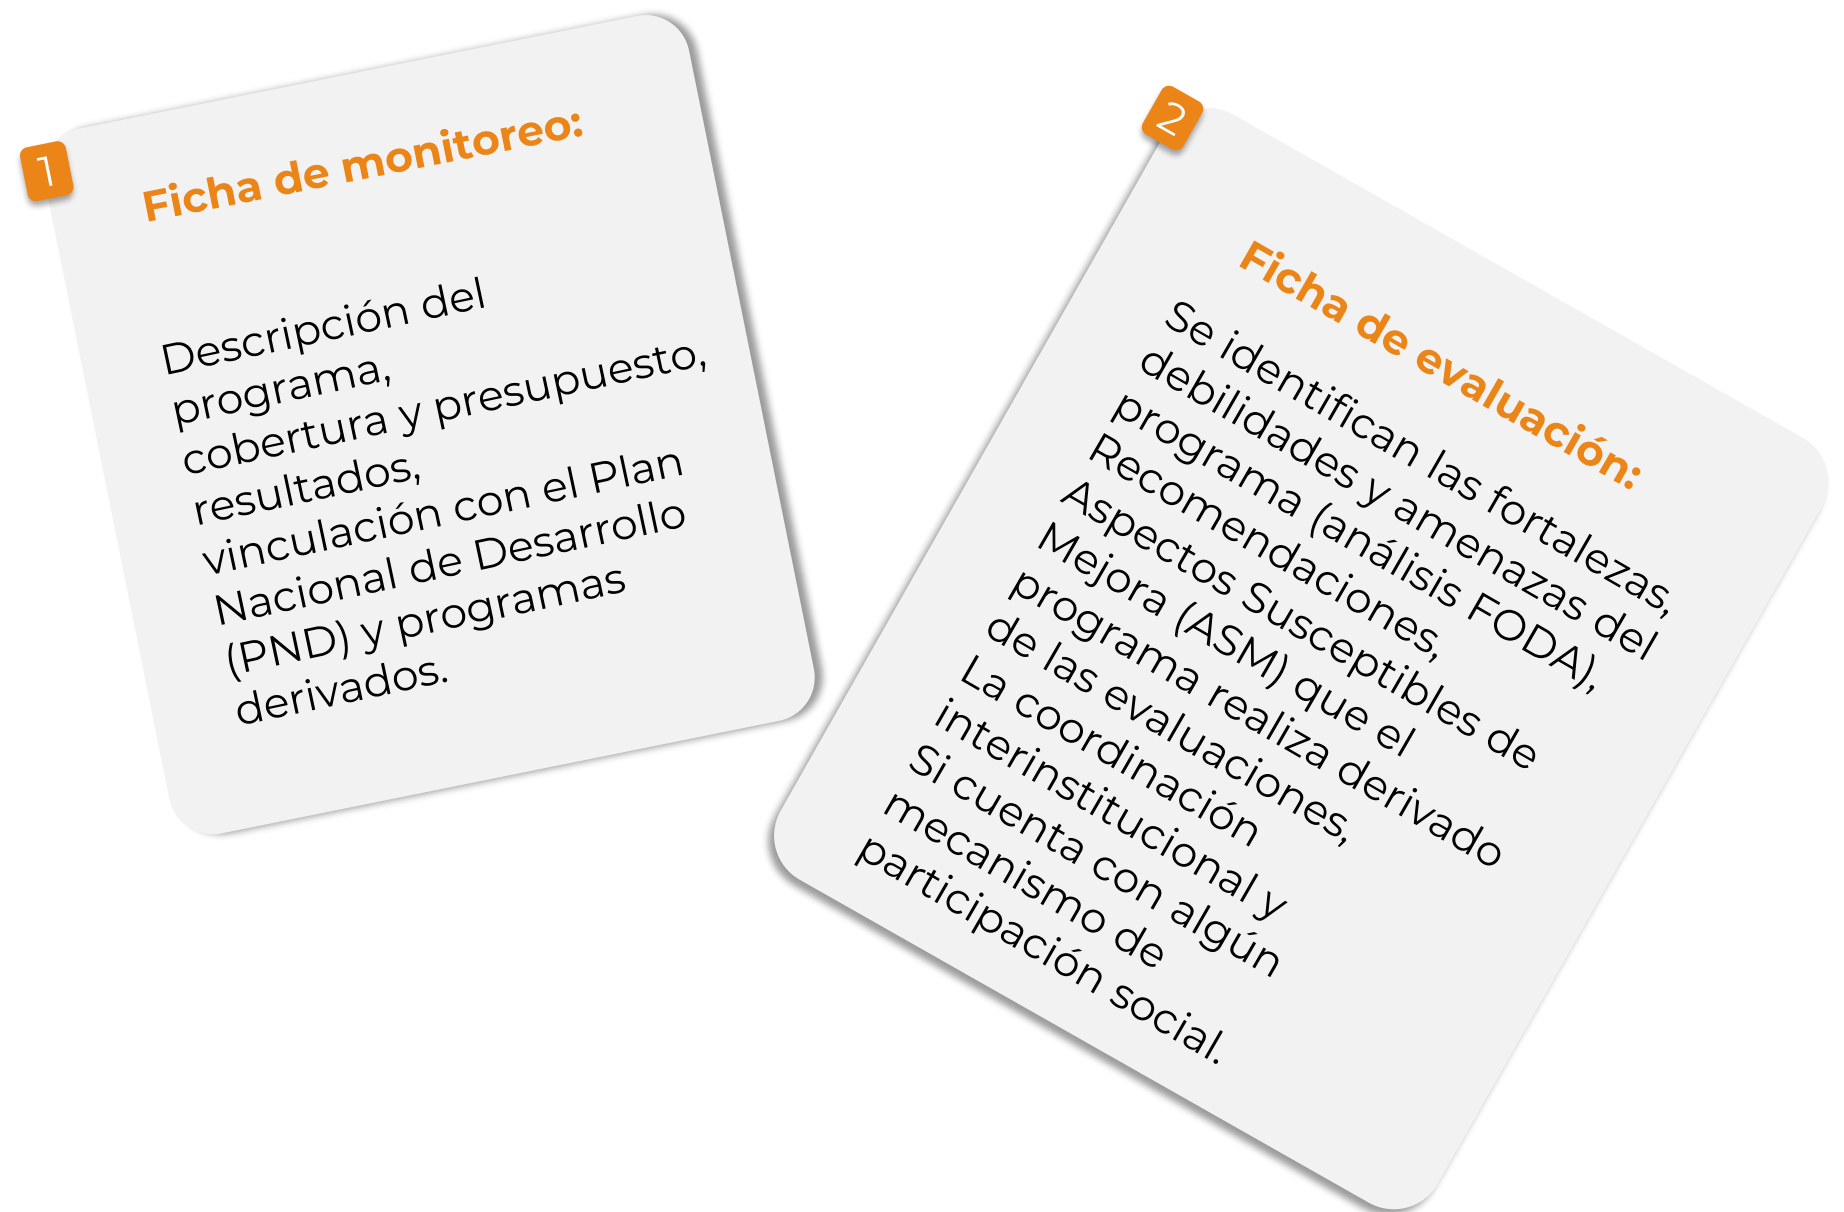 1
Ficha de monitoreo:
Descripción del
programa,
cobertura y presupuesto,
resultados,
vinculación con el Plan
Nacional de Desarrollo
(PND) y programas
derivados.
2
Ficha de evaluación:
Se identifican las fortalezas,
debilidades y amenazas del
programa (análisis FODA),
Recomendaciones,
Aspectos Susceptibles de
Mejora (ASM) que el
programa realiza derivado
de las evaluaciones,
La coordinación
interinstitucional y
Si cuenta con algún
mecanismo de
participación social.